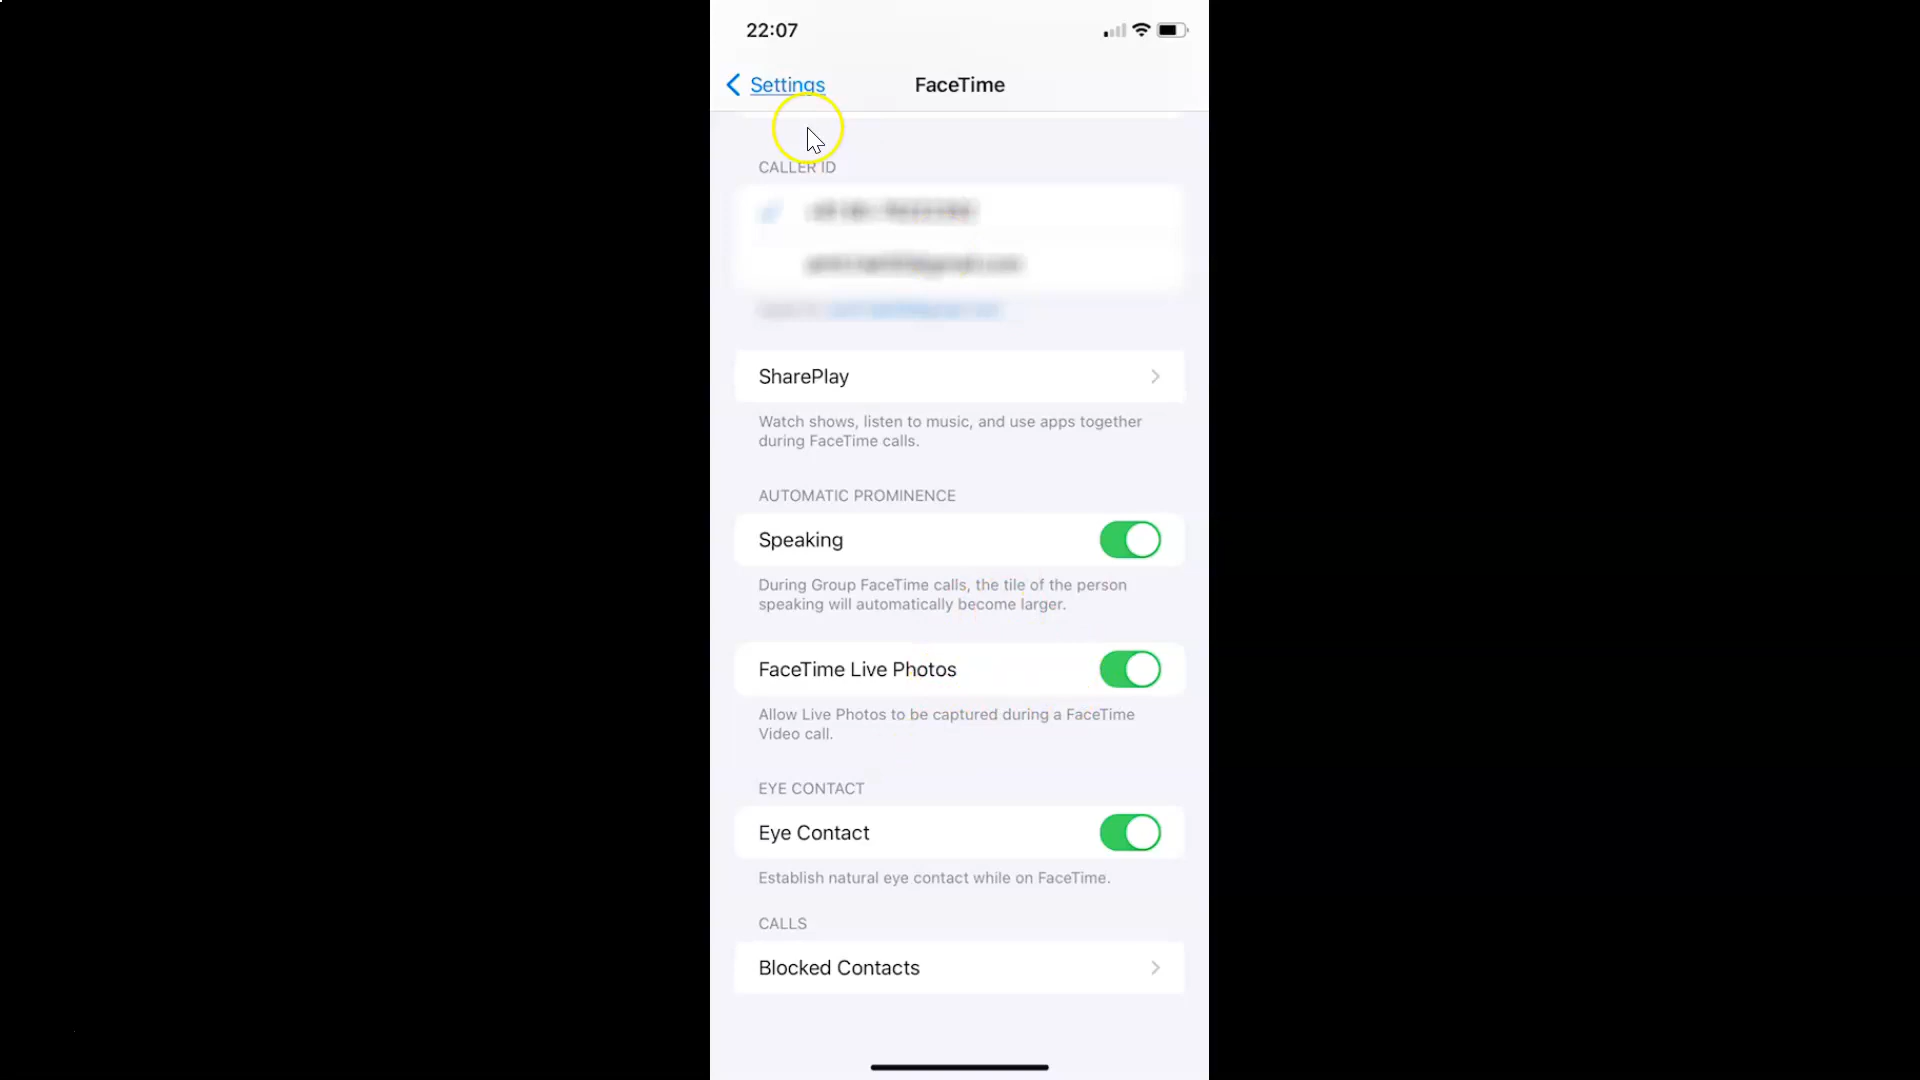 22:07
Settings
FaceTime
CALLER ID
SharePlay
Watch shows, listen to music, and use apps together
during FaceTime calls.
AUTOMATIC PROMINENCE
Speaking
During Group FaceTime calls, the tile of the person
speaking will automatically become larger.
FaceTime Live Photos
Allow Live Photos to be captured during a FaceTime
Video call.
EYE CONTACT
Eye Contact
Establish natural eye contact while on FaceTime.
CALLS
Blocked Contacts